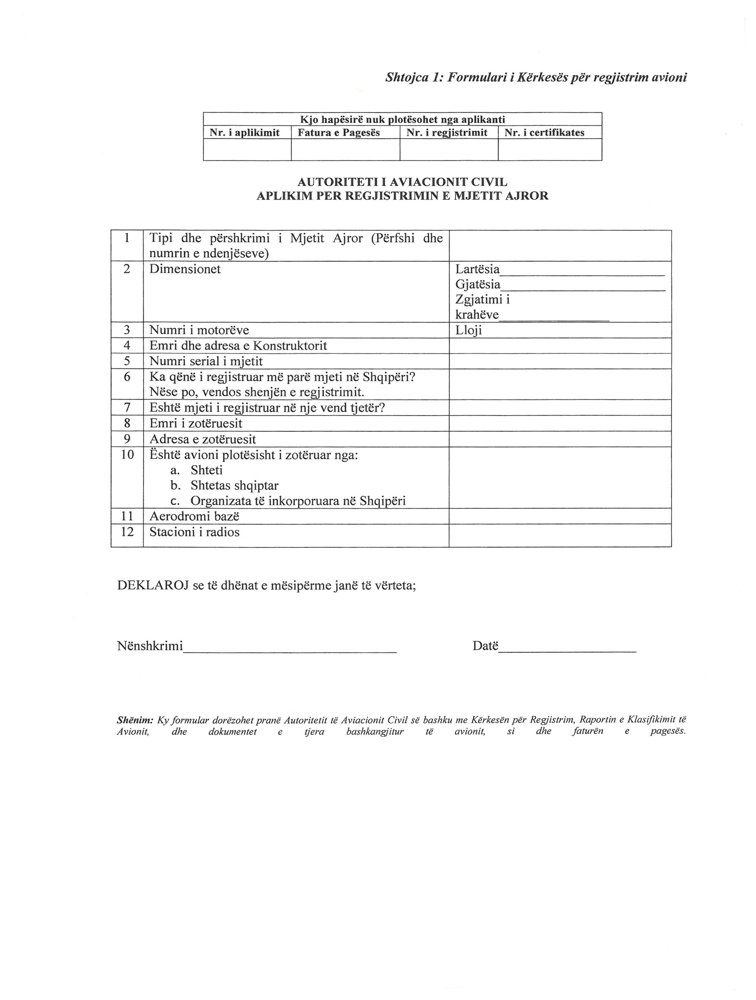 Shtojca 1: Formulari i Kërkesës për regjistrim avioni
Kjo hapësirë nuk plotësohet nga aplikanti
Nr. i aplikimit Fatura e Pagesës Nr. i regjistrimit Nr. i certifikates
AUTORITETI I AVIACIONIT CIVIL
APLIKIM PER REGJISTRIMIN E MJETIT AJROR
1 Tipi dhe përshkrimi i Mjetit Ajror (Përfshi dhe
numrin e ndenjëseve)
2 Dimensionet Lartësia
Gjatësia
Zgjatimi i
krahëve
3 Numri i motorëve Lloji
4 Emri dhe adresa e Konstruktorit
5 Numri serial i mjetit
6 Ka qënë i regjistruar më parë mjeti në Shqipëri?
Nëse po, vendos shenjën e regjistrimit.
7 Eshtë mjeti i regjistruar në nje vend tjetër?
8 Emri i zotëruesit
9 Adresa e zotëruesit
10 Është avioni plotësisht i zotëruar nga:
a. Shteti
b. Shtetas shqiptar
c. Organizata të inkorporuara në Shqipëri
11 Aerodromi bazë
12 Stacioni i radios
DEKLAROJ se të dhënat e mësipërme janë të vërteta;
Nënshkrimi Datë
Shënim: Ky formular dorëzohet pranë Autoritetit të Aviacionit Civil së bashku me Kërkesën për Regjistrim, Raportin e Klasifikimit të
Avionit, dhe dokumentet e tjera bashkangjitur të avionit, si dhe faturën e pagesës.